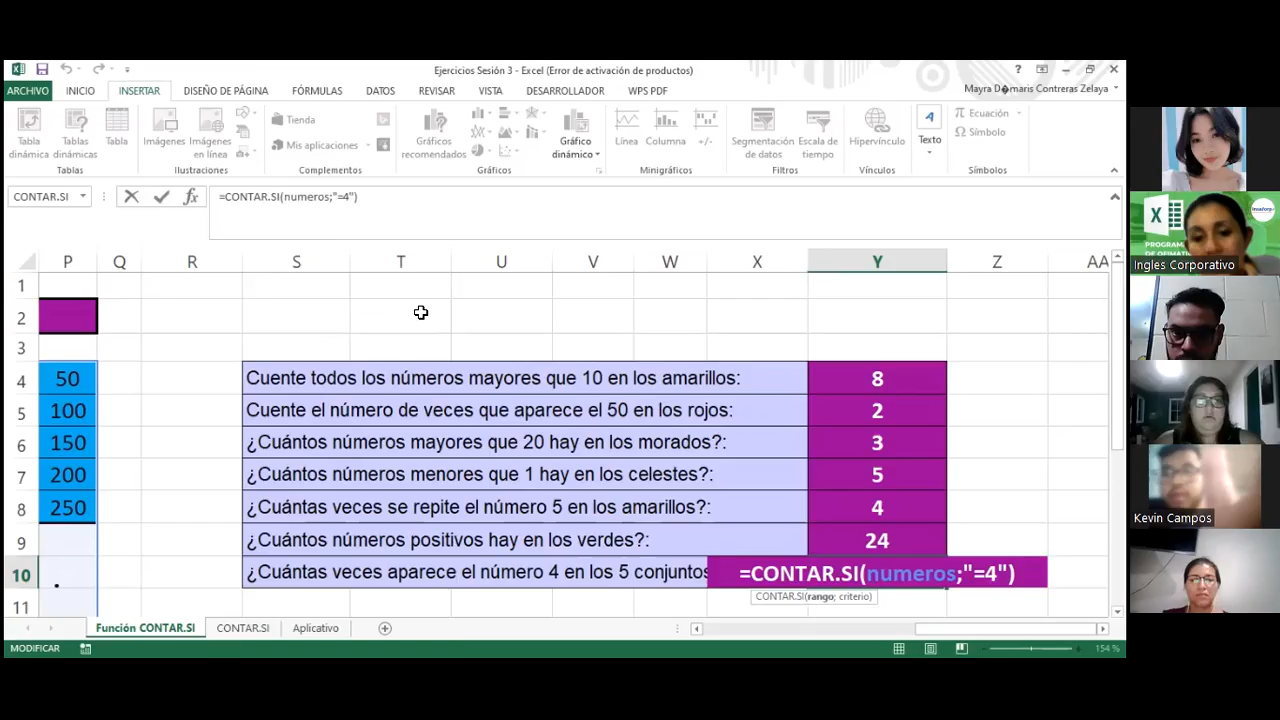 Ejercicios Sesión 3 - Excel (Error de activación de productos)
ARCHIVO INICIO INSERTAR DISEÑO DE PÁGINA FÓRMULAS DATOS REVISAR VISTA DESARROLLADOR WPS PDF Mayra D�maris Contreras Zelaya
Tabla dinámica
Tablas dinámicas
Tabla
Imágenes
Imágenes en línea
Tienda
Mis aplicaciones
Gráficos recomendados
Gráfico dinámico
Línea
Columna
+/-
Segmentación de datos
Escala de tiempo
Hipervínculo
Texto
Ecuación
Símbolo
Tablas Ilustraciones Complementos Gráficos Minigráficos Filtros Vínculos Símbolos
CONTAR.SI fx =CONTAR.SI(numeros;"=4")
P Q R S T U V W X Y Z AA
1
2
3
4 50 Cuente todos los números mayores que 10 en los amarillos: 8
5 100 Cuente el número de veces que aparece el 50 en los rojos: 2
6 150 ¿Cuántos números mayores que 20 hay en los morados?: 3
7 200 ¿Cuántos números menores que 1 hay en los celestes?: 5
8 250 ¿Cuántas veces se repite el número 5 en los amarillos?: 4
9 ¿Cuántos números positivos hay en los verdes?: 24
10 . ¿Cuántas veces aparece el número 4 en los 5 conjuntos =CONTAR.SI(numeros;"=4")
CONTAR.SI(rango; criterio)
11
Función CONTAR.SI CONTAR.SI Aplicativo
MODIFICAR 154 %
PROGRAMA
DE OFIMÁTIC
Ingles Corporativo
Kevin Campos